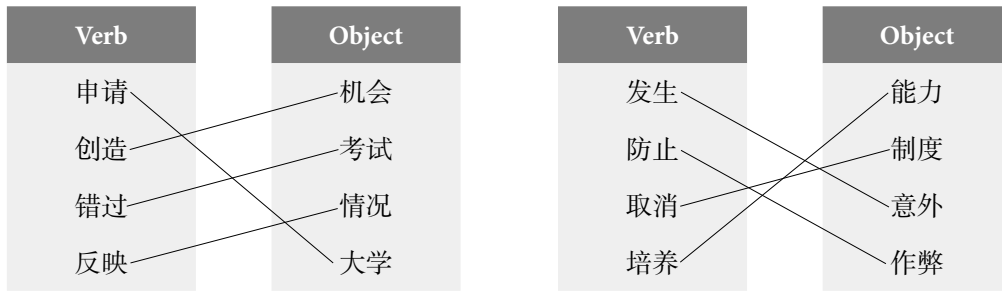 Verb Object Verb Object
申请 机会 发生 能力
创造 考试 防止 制度
错过 情况 取消 意外
反映 大学 培养 作弊